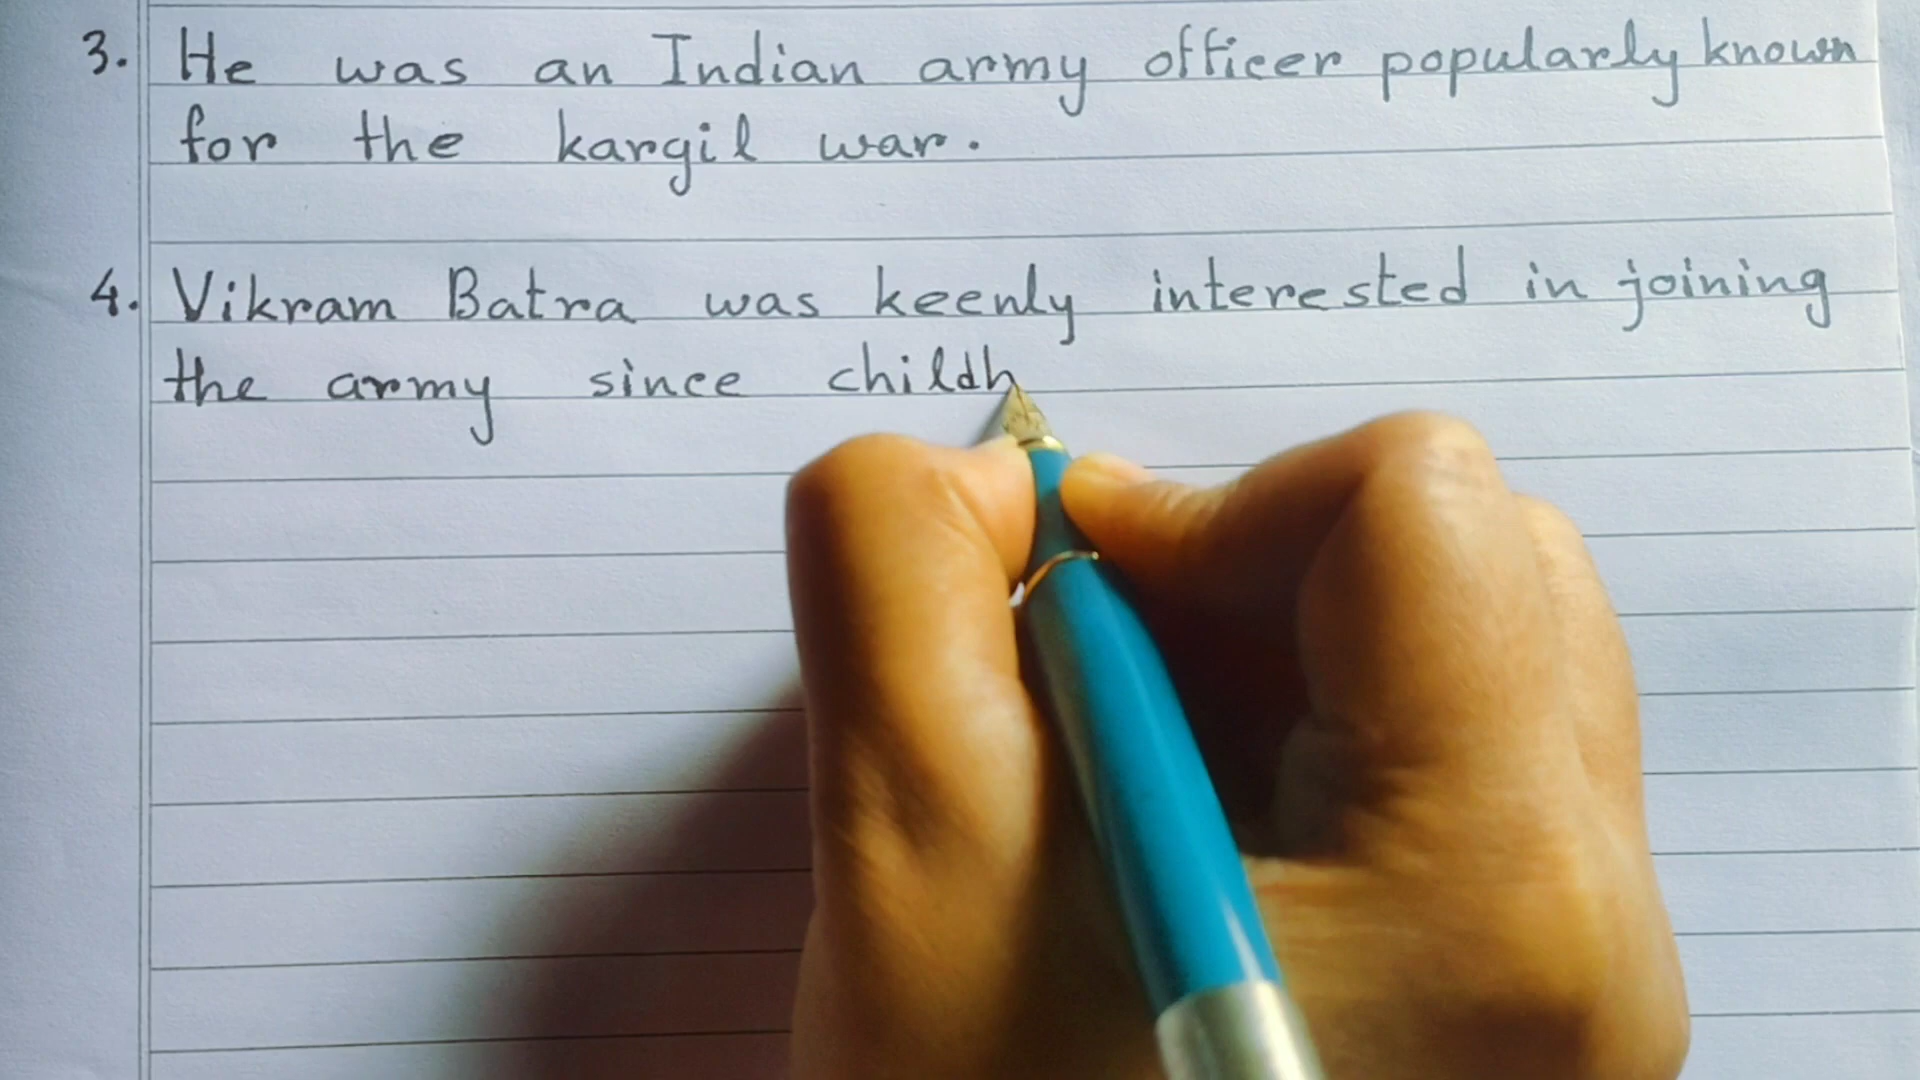 3. He was an Indian army officer popularly known
for the kargil war.
4. Vikram Batra was keenly interested in joining
the army since childh